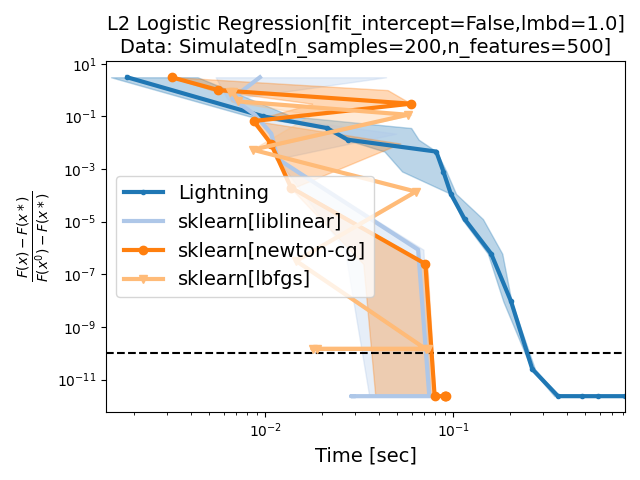 L2 Logistic Regression[fit_intercept=False,lmbd=1.0]
Data: Simulated[n_samples=200,n_features=500]
10^1
10^-1
10^-3
10^-5
10^-7
10^-9
10^-11
F(x) − F(x*)
F(x^0) − F(x*)
Lightning
sklearn[liblinear]
sklearn[newton-cg]
sklearn[lbfgs]
10^-2
10^-1
Time [sec]